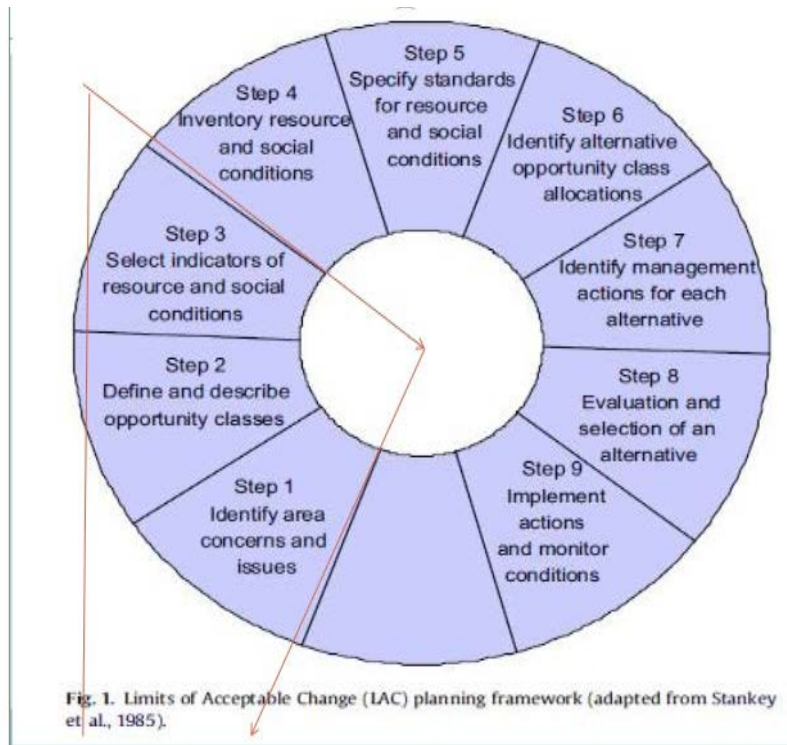 Step 1
Identify area
concerns and
issues
Step 2
Define and describe
opportunity classes
Step 3
Select indicators of
resource and social
conditions
Step 4
Inventory resource
and social
conditions
Step 5
Specify standards
for resource
and social
conditions
Step 6
Identify alternative
opportunity class
allocations
Step 7
Identify management
actions for each
alternative
Step 8
Evaluation and
selection of an
alternative
Step 9
Implement
actions
and monitor
conditions
Fig. 1. Limits of Acceptable Change (LAC) planning framework (adapted from Stankey
et al., 1985).